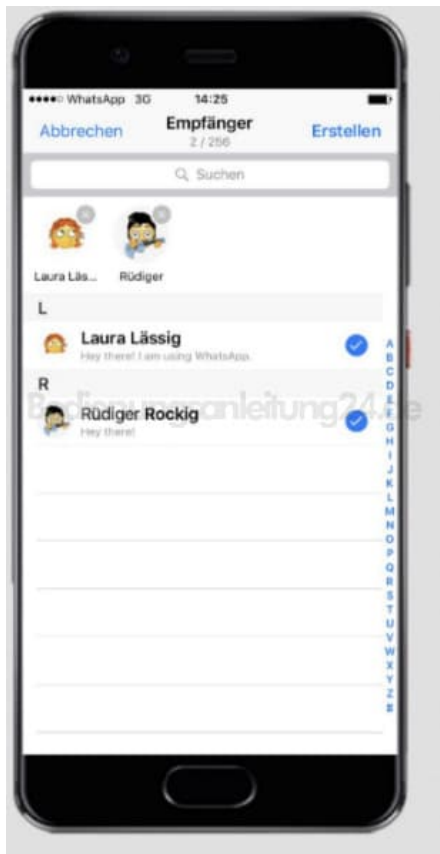 WhatsApp 3G 14:25
Abbrechen Empfänger Erstellen
2 / 256
Suchen
Laura Läs... Rüdiger
L
Laura Lässig
Hey there! I am using WhatsApp.
R
Rüdiger Rockig
Hey there!
Bedienungsanleitung24.de
A
B
C
D
E
F
G
H
I
J
K
L
M
N
O
P
Q
R
S
T
U
V
W
X
Y
Z
#